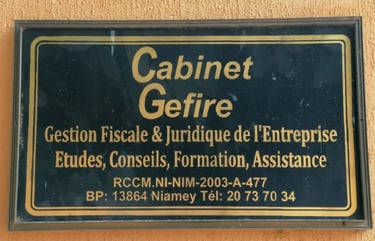 Cabinet
Gefire
Gestion Fiscale & Juridique de l'Entreprise
Etudes, Conseils, Formation, Assistance
RCCM.NI-NIM-2003-A-477
BP: 13864 Niamey Tél: 20 73 70 34